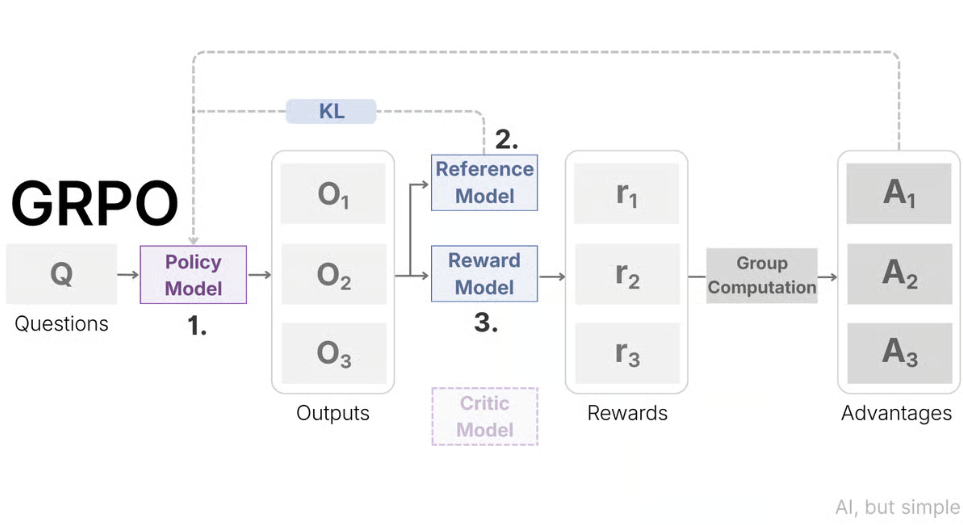 KL
2.
GRPO
Q
Questions
Policy
Model
1.
O1
O2
O3
Outputs
Reference
Model
Reward
Model
3.
Critic
Model
r1
r2
r3
Rewards
Group
Computation
A1
A2
A3
Advantages
AI, but simple